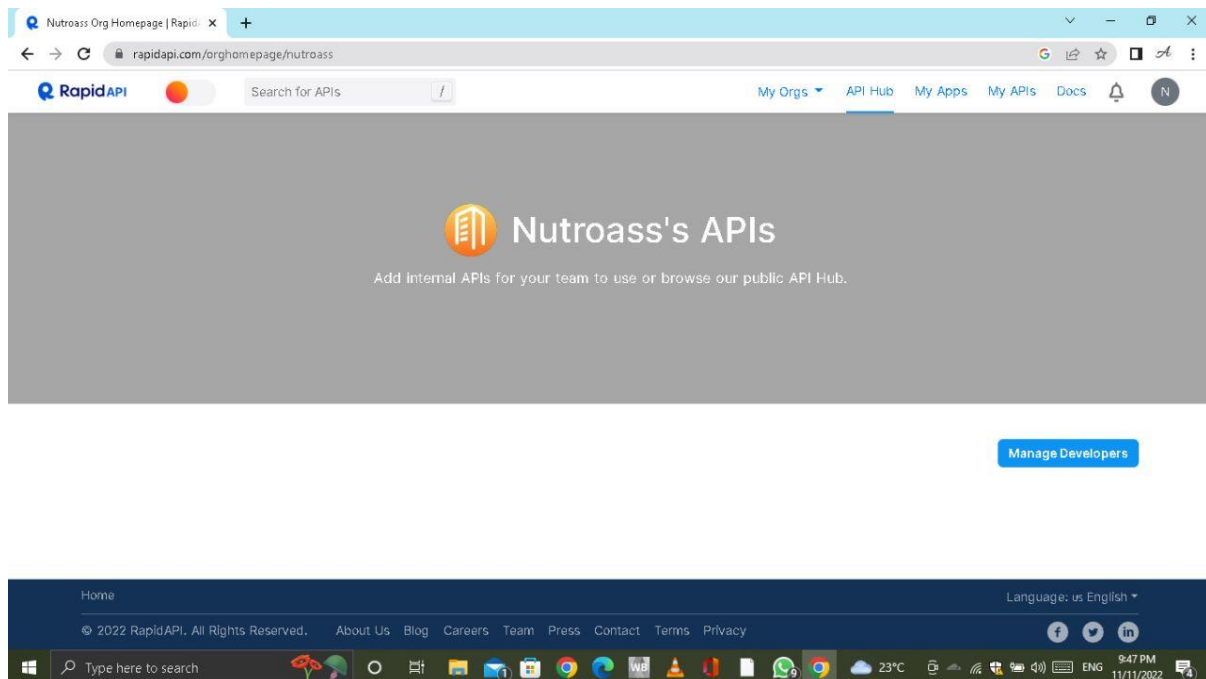 Nutroass Org Homepage | Rapid
rapidapi.com/orghomepage/nutroass
G
Rapid API
Search for APIs
/
My Orgs
API Hub
My Apps
My APIs
Docs
N
Nutroass's APIs
Add internal APIs for your team to use or browse our public API Hub.
Manage Developers
Home
Language: us English
© 2022 RapidAPI. All Rights Reserved.
About Us
Blog
Careers
Team
Press
Contact
Terms
Privacy
Type here to search
WB
23°C
ENG
9:47 PM
11/11/2022